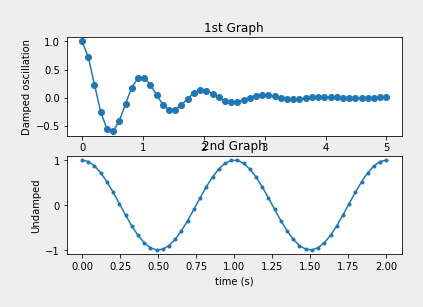 1st Graph
Damped oscillation
1.0
0.5
0.0
−0.5
0 1 2 3 4 5
2nd Graph
Undamped
1
0
−1
0.00 0.25 0.50 0.75 1.00 1.25 1.50 1.75 2.00
time (s)